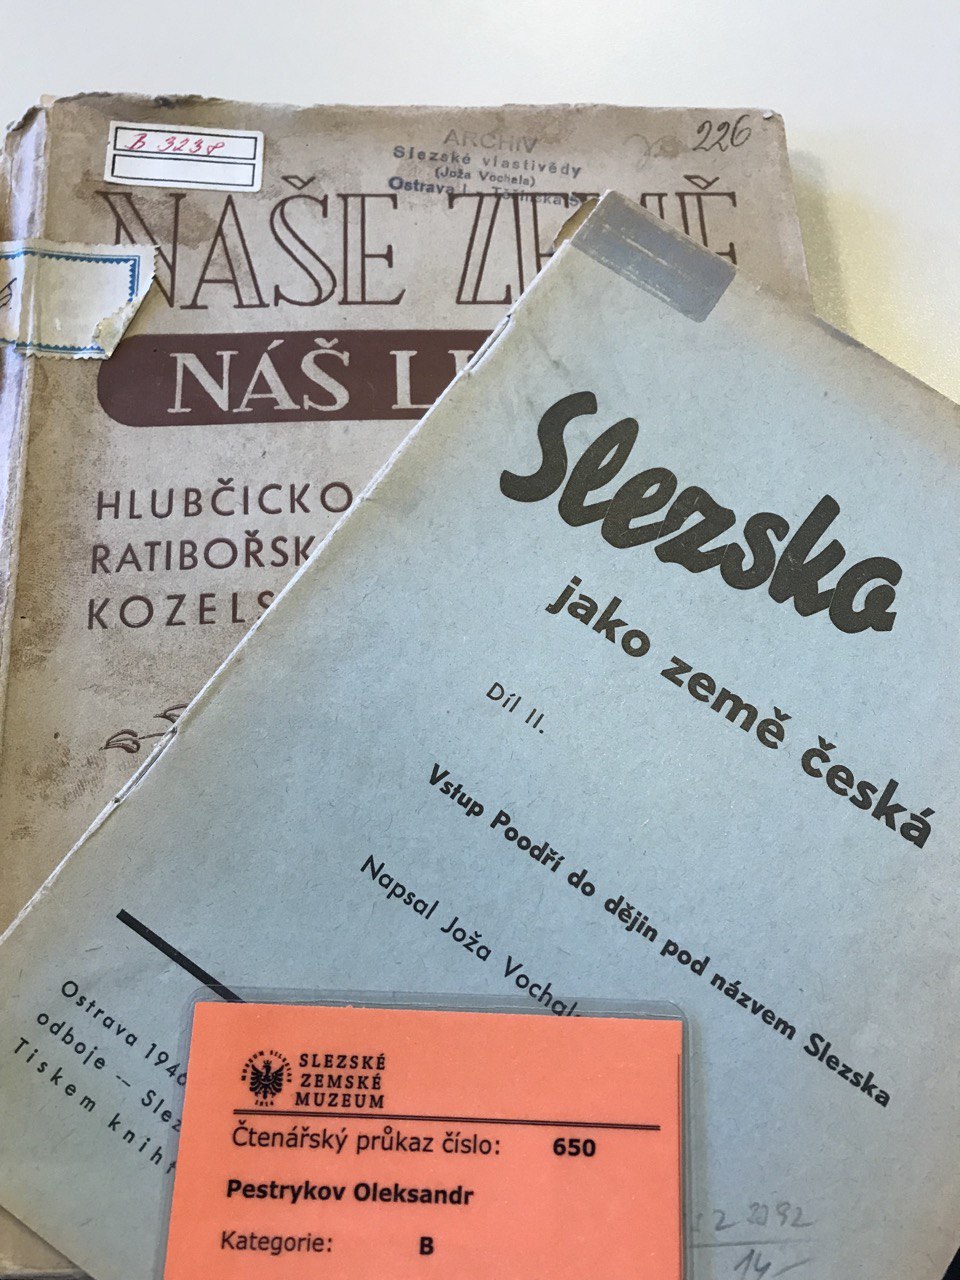 B 3238
ARCHIV
Slezské vlastivědy
(Joža Vochala)
Ostrava I
226
NAŠE ZEMĚ
NÁŠ
HLUBČICKO
RATIBOŘSK
KOZELS
Slezsko
jako země česká
Díl II.
Vstup Poodří do dějin pod názvem Slezska
Napsal Joža Vochal
Ostrava 194
odboje — Slez
Tiskem kniht
SLEZSKÉ
ZEMSKÉ
MUZEUM
Čtenářský průkaz číslo: 650
Pestrykov Oleksandr
Kategorie: B